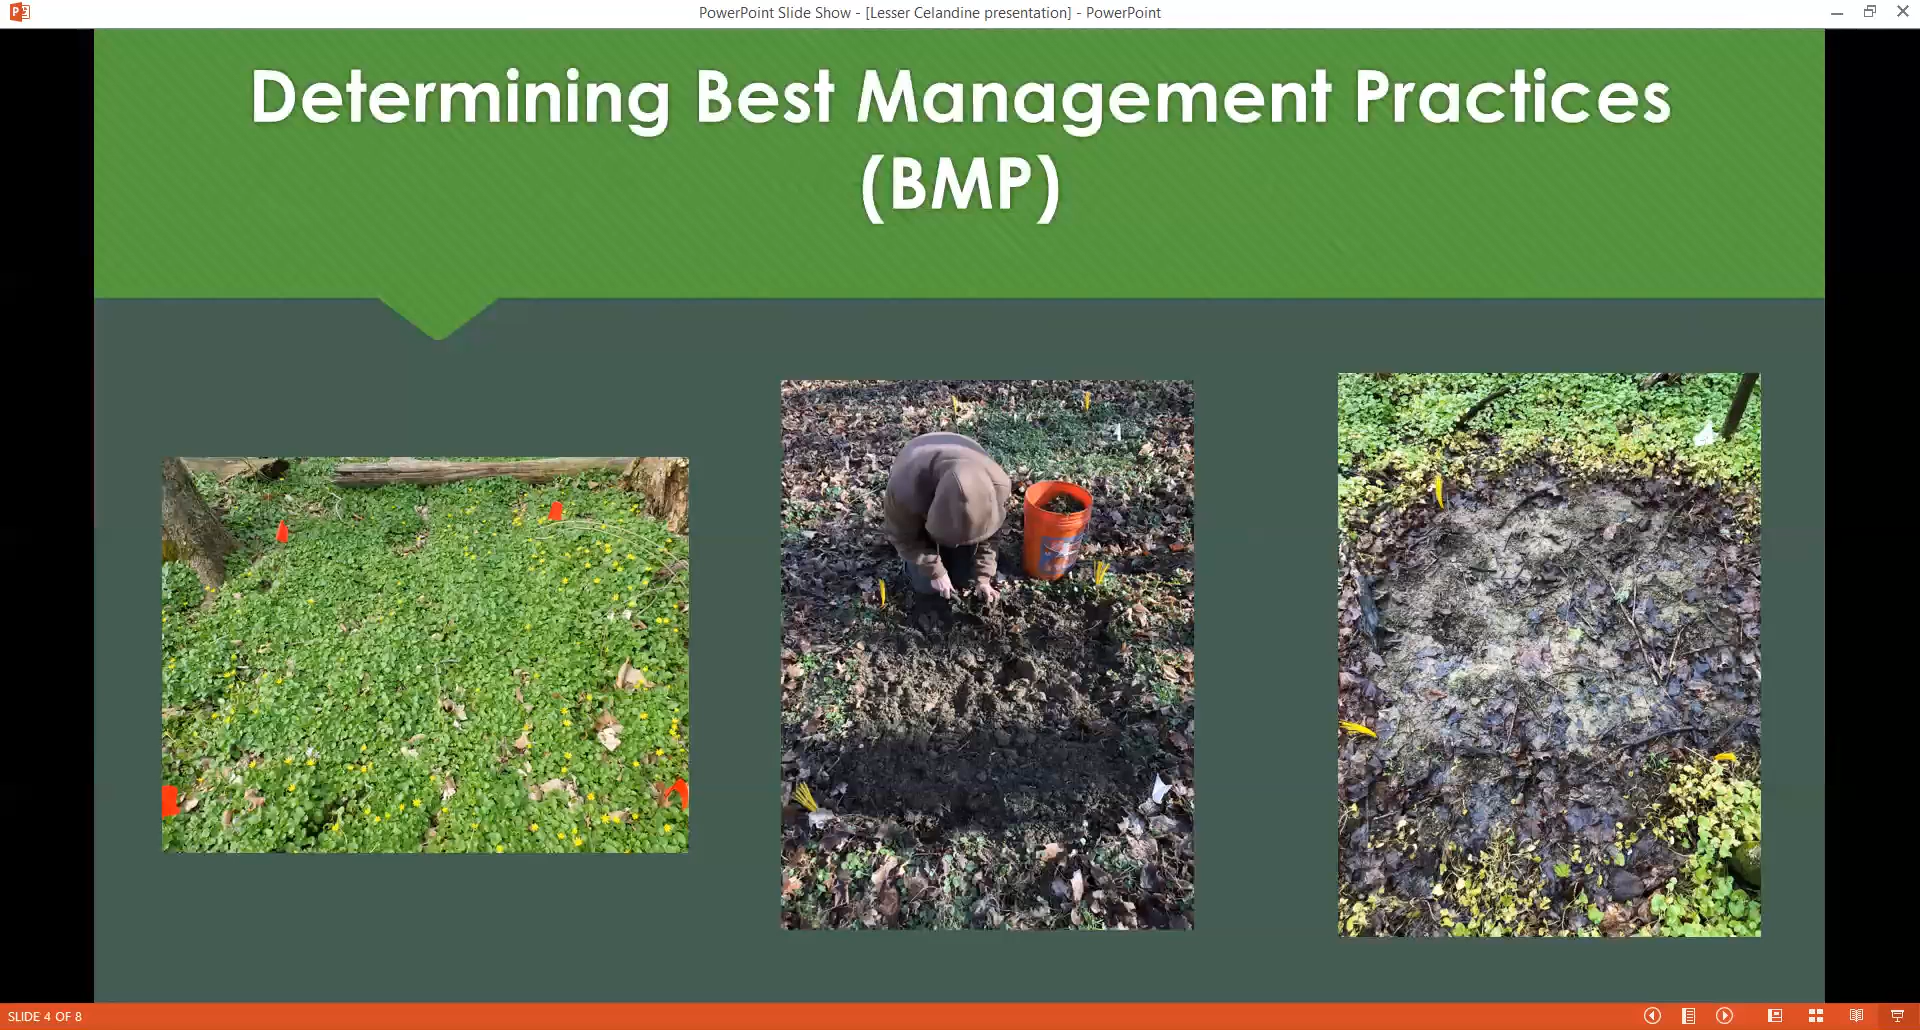 PowerPoint Slide Show - [Lesser Celandine presentation] - PowerPoint
Determining Best Management Practices
(BMP)
SLIDE 4 OF 8